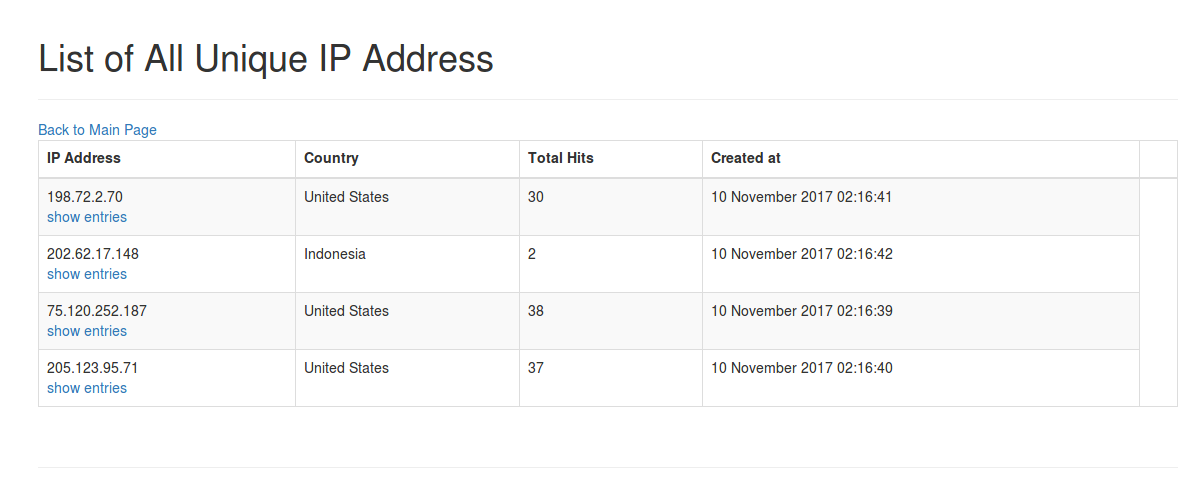 List of All Unique IP Address
Back to Main Page
IP Address Country Total Hits Created at
198.72.2.70 United States 30 10 November 2017 02:16:41
show entries
202.62.17.148 Indonesia 2 10 November 2017 02:16:42
show entries
75.120.252.187 United States 38 10 November 2017 02:16:39
show entries
205.123.95.71 United States 37 10 November 2017 02:16:40
show entries